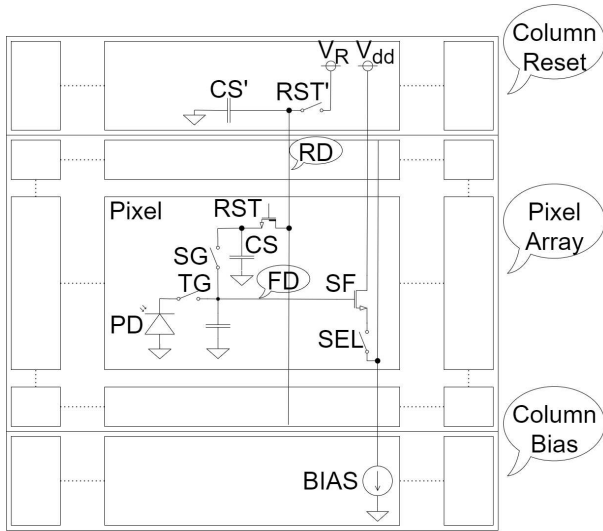 Column
Reset
V_R V_dd
CS' RST'
RD
Pixel
RST
CS
SG
TG
FD
SF
PD
SEL
Pixel
Array
Column
Bias
BIAS